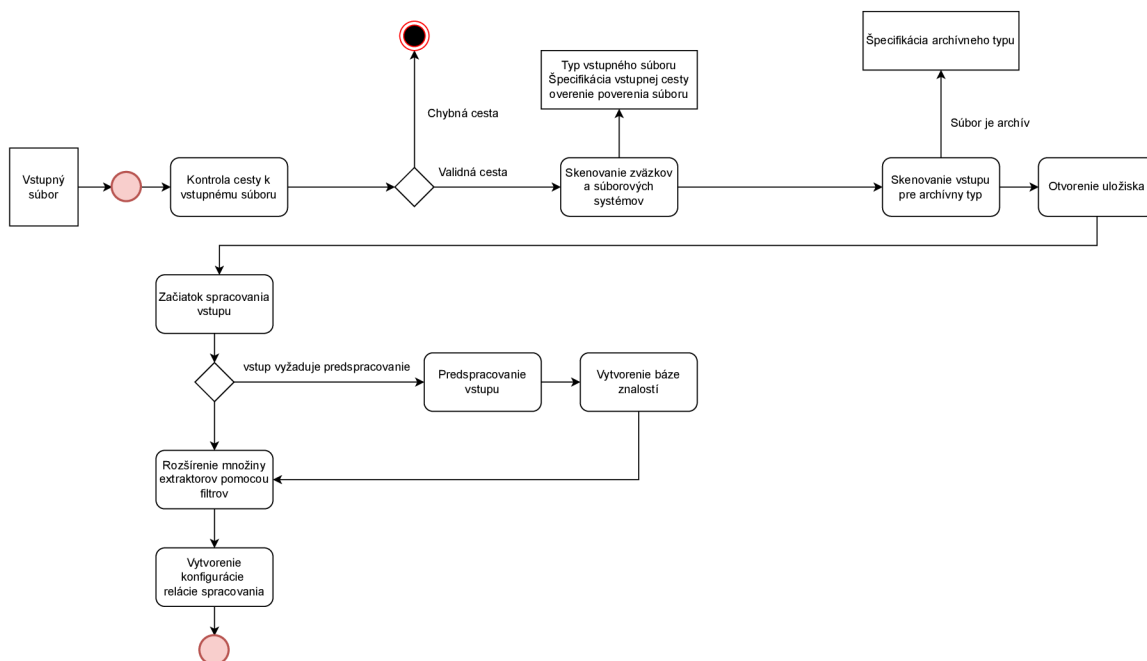 Špecifikácia archívneho typu
Typ vstupného súboru
Špecifikácia vstupnej cesty
overenie poverenia súboru
Chybná cesta
Súbor je archív
Vstupný
súbor
Kontrola cesty k
vstupnému súboru
Validná cesta
Skenovanie zväzkov
a súborových
systémov
Skenovanie vstupu
pre archívny typ
Otvorenie uložiska
Začiatok spracovania
vstupu
vstup vyžaduje predspracovanie
Predspracovanie
vstupu
Vytvorenie báze
znalostí
Rozšírenie množiny
extraktorov pomocou
filtrov
Vytvorenie
konfigurácie
relácie spracovania